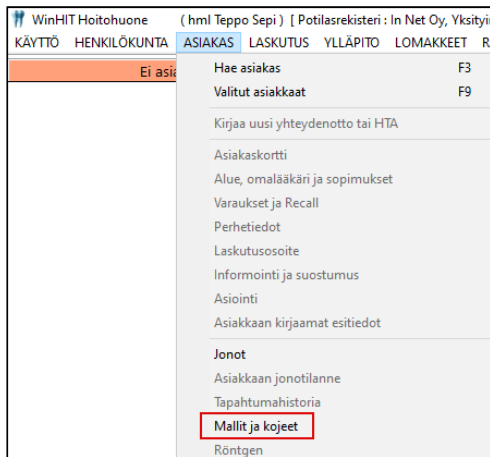 WinHIT Hoitohuone ( hml Teppo Sepi ) [ Potilasrekisteri : In Net Oy, Yksityi
KÄYTTÖ HENKILÖKUNTA ASIAKAS LASKUTUS YLLÄPITO LOMAKKEET R
Ei asia
Hae asiakas F3
Valitut asiakkaat F9
Kirjaa uusi yhteydenotto tai HTA
Asiakaskortti
Alue, omalääkäri ja sopimukset
Varaukset ja Recall
Perhetiedot
Laskutusosoite
Informointi ja suostumus
Asiointi
Asiakkaan kirjaamat esitiedot
Jonot
Asiakkaan jonotilanne
Tapahtumahistoria
Mallit ja kojeet
Röntgen